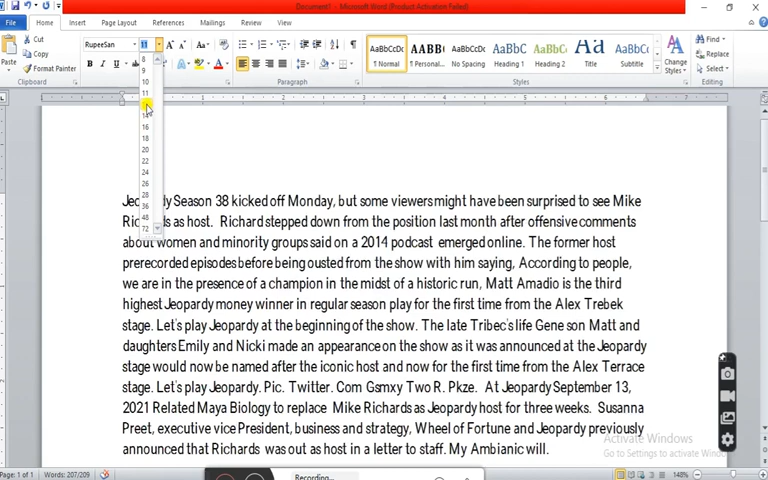 Document1 - Microsoft Word (Product Activation Failed)
File Home Insert Page Layout References Mailings Review View
Cut
Copy
Format Painter
Paste
Clipboard
RupeeSan 11
B I U
8
9
10
11
14
16
18
20
22
24
26
28
36
48
72
Paragraph
AaBbCcDc AaBbC AaBbCcDc AaBbC AaBbCc Aa AaBbCc
¶ Normal ¶ Personal... No Spacing Heading 1 Heading 2 Title Subtitle
Change
Styles
Styles
Find
Replace
Select
Editing
Jeopardy Season 38 kicked off Monday, but some viewers might have been surprised to see Mike
Richards as host. Richard stepped down from the position last month after offensive comments
about women and minority groups said on a 2014 podcast emerged online. The former host
prerecorded episodes before being ousted from the show with him saying, According to people,
we are in the presence of a champion in the midst of a historic run, Matt Amadio is the third
highest Jeopardy money winner in regular season play for the first time from the Alex Trebek
stage. Let's play Jeopardy at the beginning of the show. The late Tribec's life Gene son Matt and
daughters Emily and Nicki made an appearance on the show as it was announced at the Jeopardy
stage would now be named after the iconic host and now for the first time from the Alex Terrace
stage. Let's play Jeopardy. Pic. Twitter. Com Gsmxy Two R. Pkze. At Jeopardy September 13,
2021 Related Maya Biology to replace Mike Richards as Jeopardy host for three weeks. Susanna
Preet, executive vice President, business and strategy, Wheel of Fortune and Jeopardy previously
announced that Richards was out as host in a letter to staff. My Ambianic will.
Activate Windows
Go to Settings to activate Windows
Recording...
Page: 1 of 1 Words: 207/209
148%